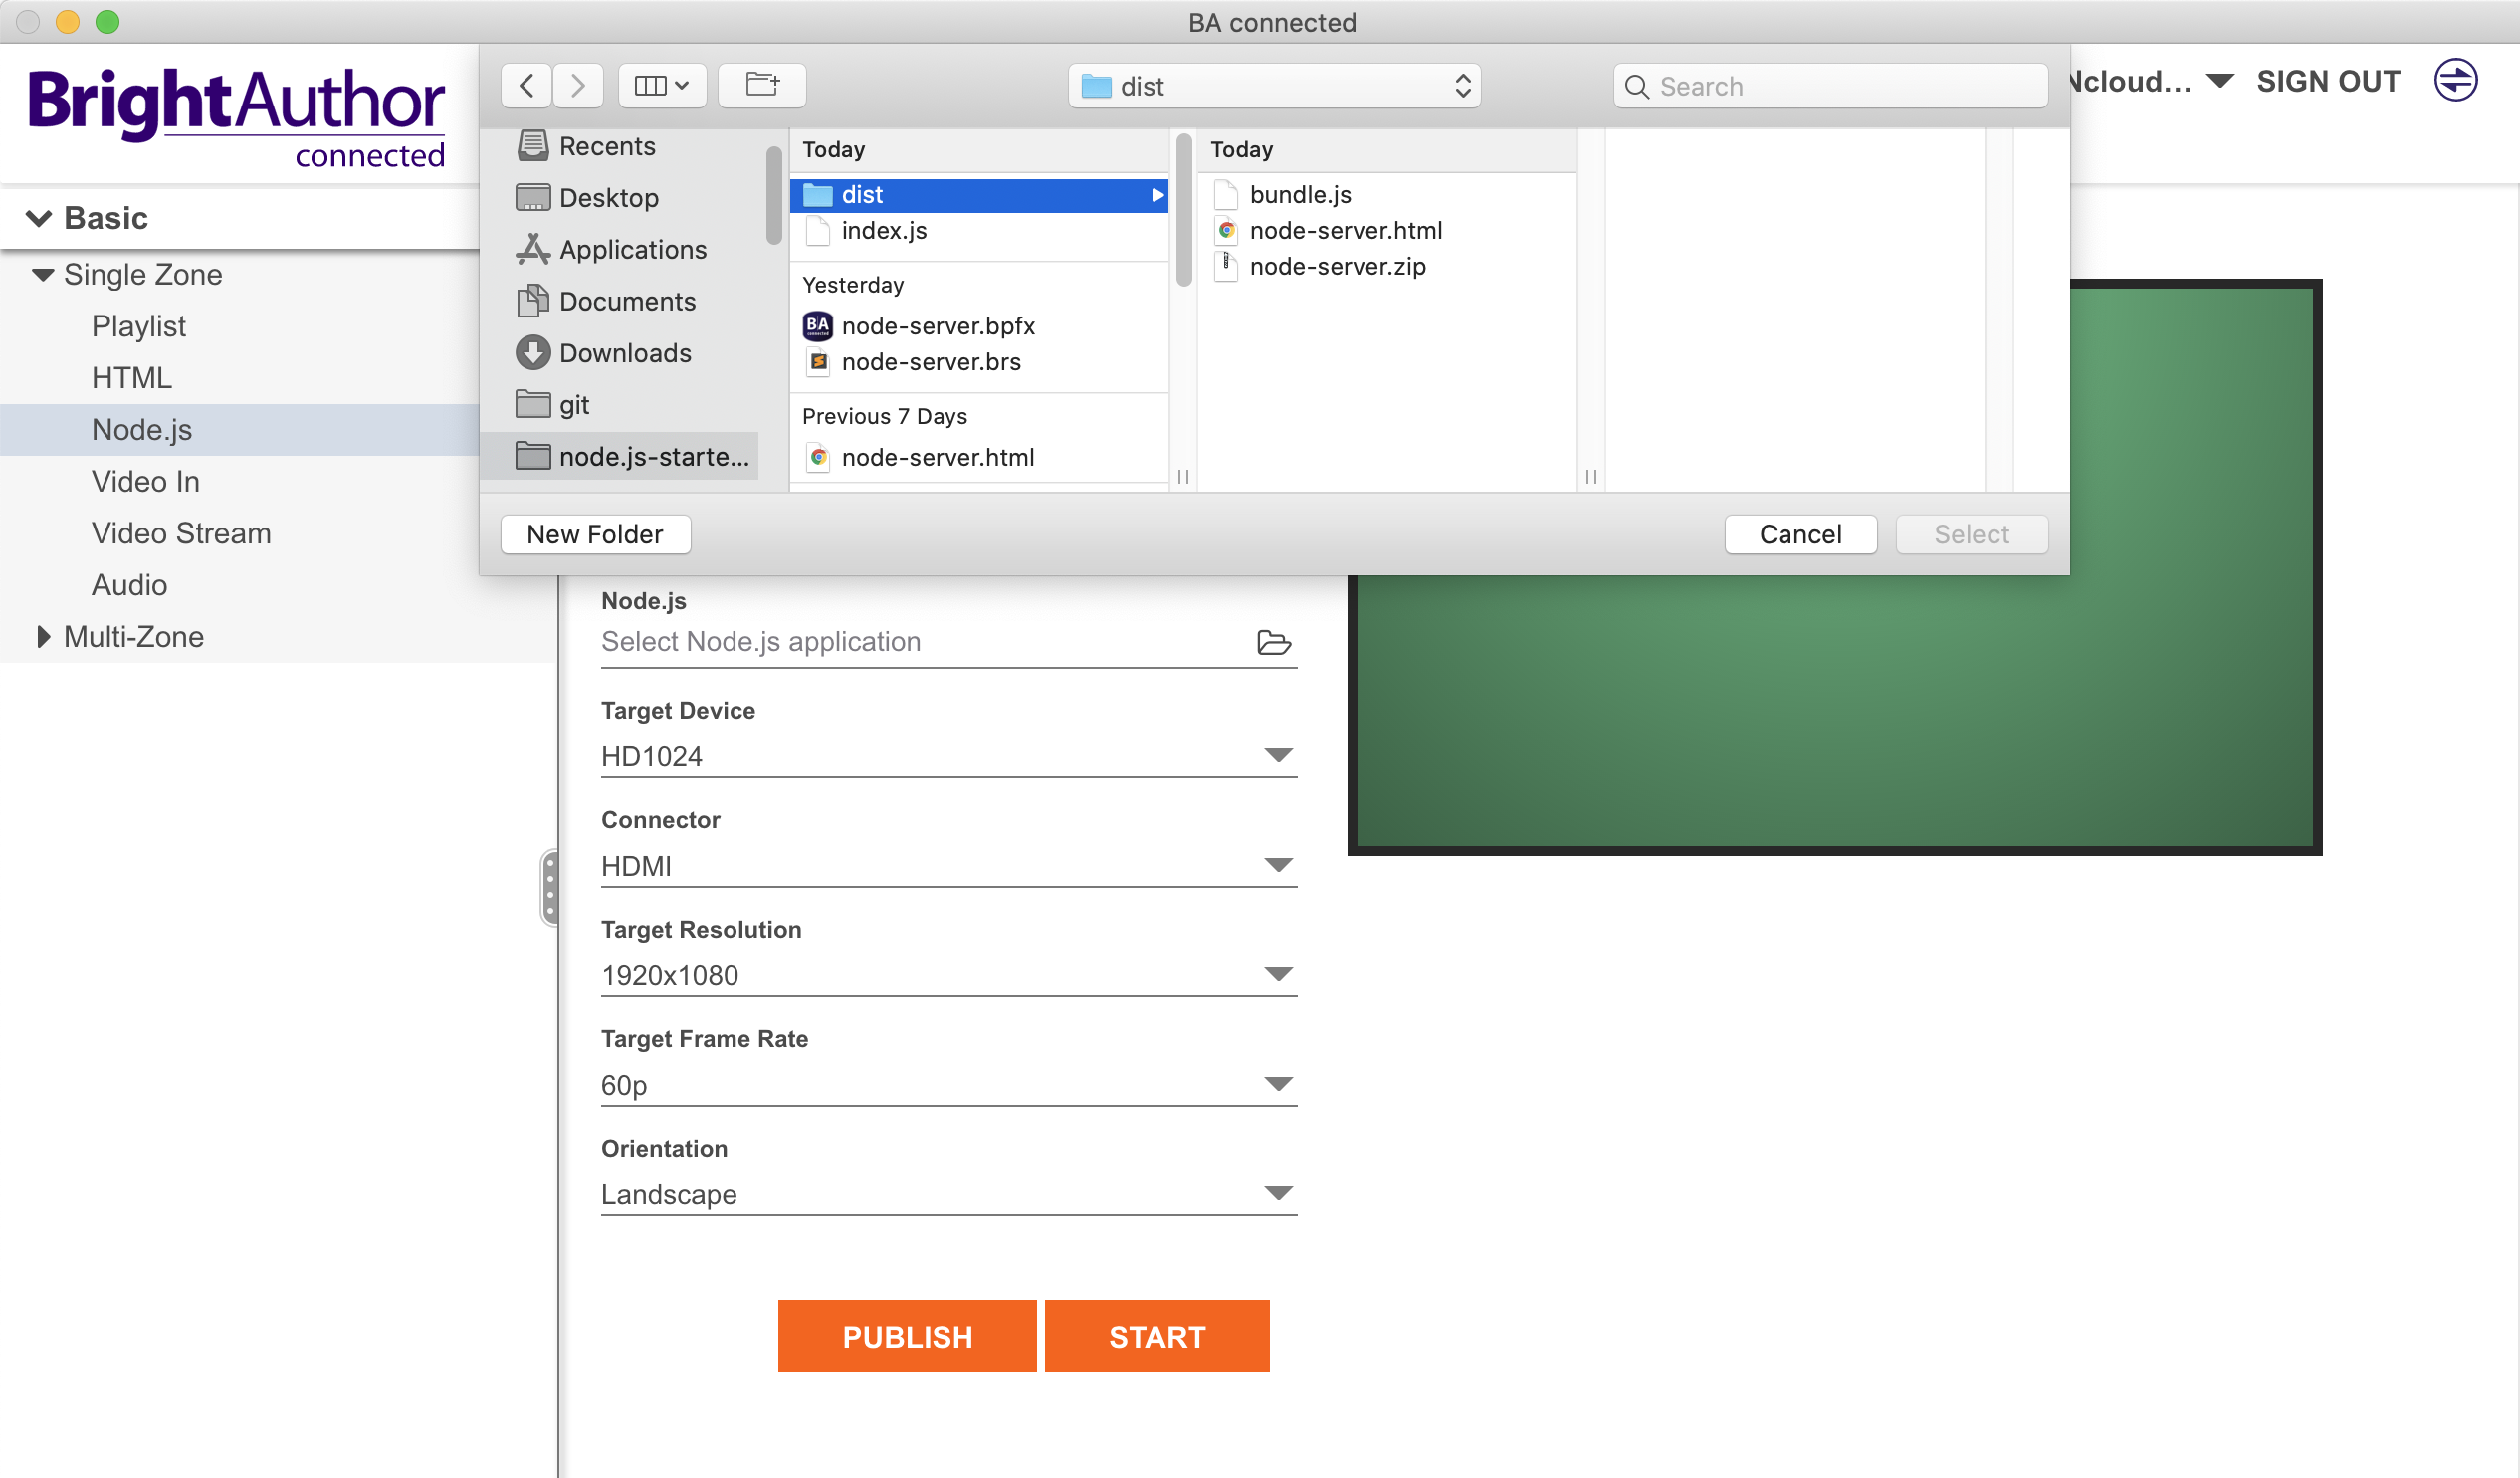 BA connected
BrightAuthor
connected
dist
Search
Ncloud...
SIGN OUT
Basic
Single Zone
Playlist
HTML
Node.js
Video In
Video Stream
Audio
Multi-Zone
Recents
Desktop
Applications
Documents
Downloads
git
node.js-starte...
Today
dist
index.js
Yesterday
BA
node-server.bpfx
node-server.brs
Previous 7 Days
node-server.html
Today
bundle.js
node-server.html
node-server.zip
New Folder
Cancel
Select
Node.js
Select Node.js application
Target Device
HD1024
Connector
HDMI
Target Resolution
1920x1080
Target Frame Rate
60p
Orientation
Landscape
PUBLISH
START